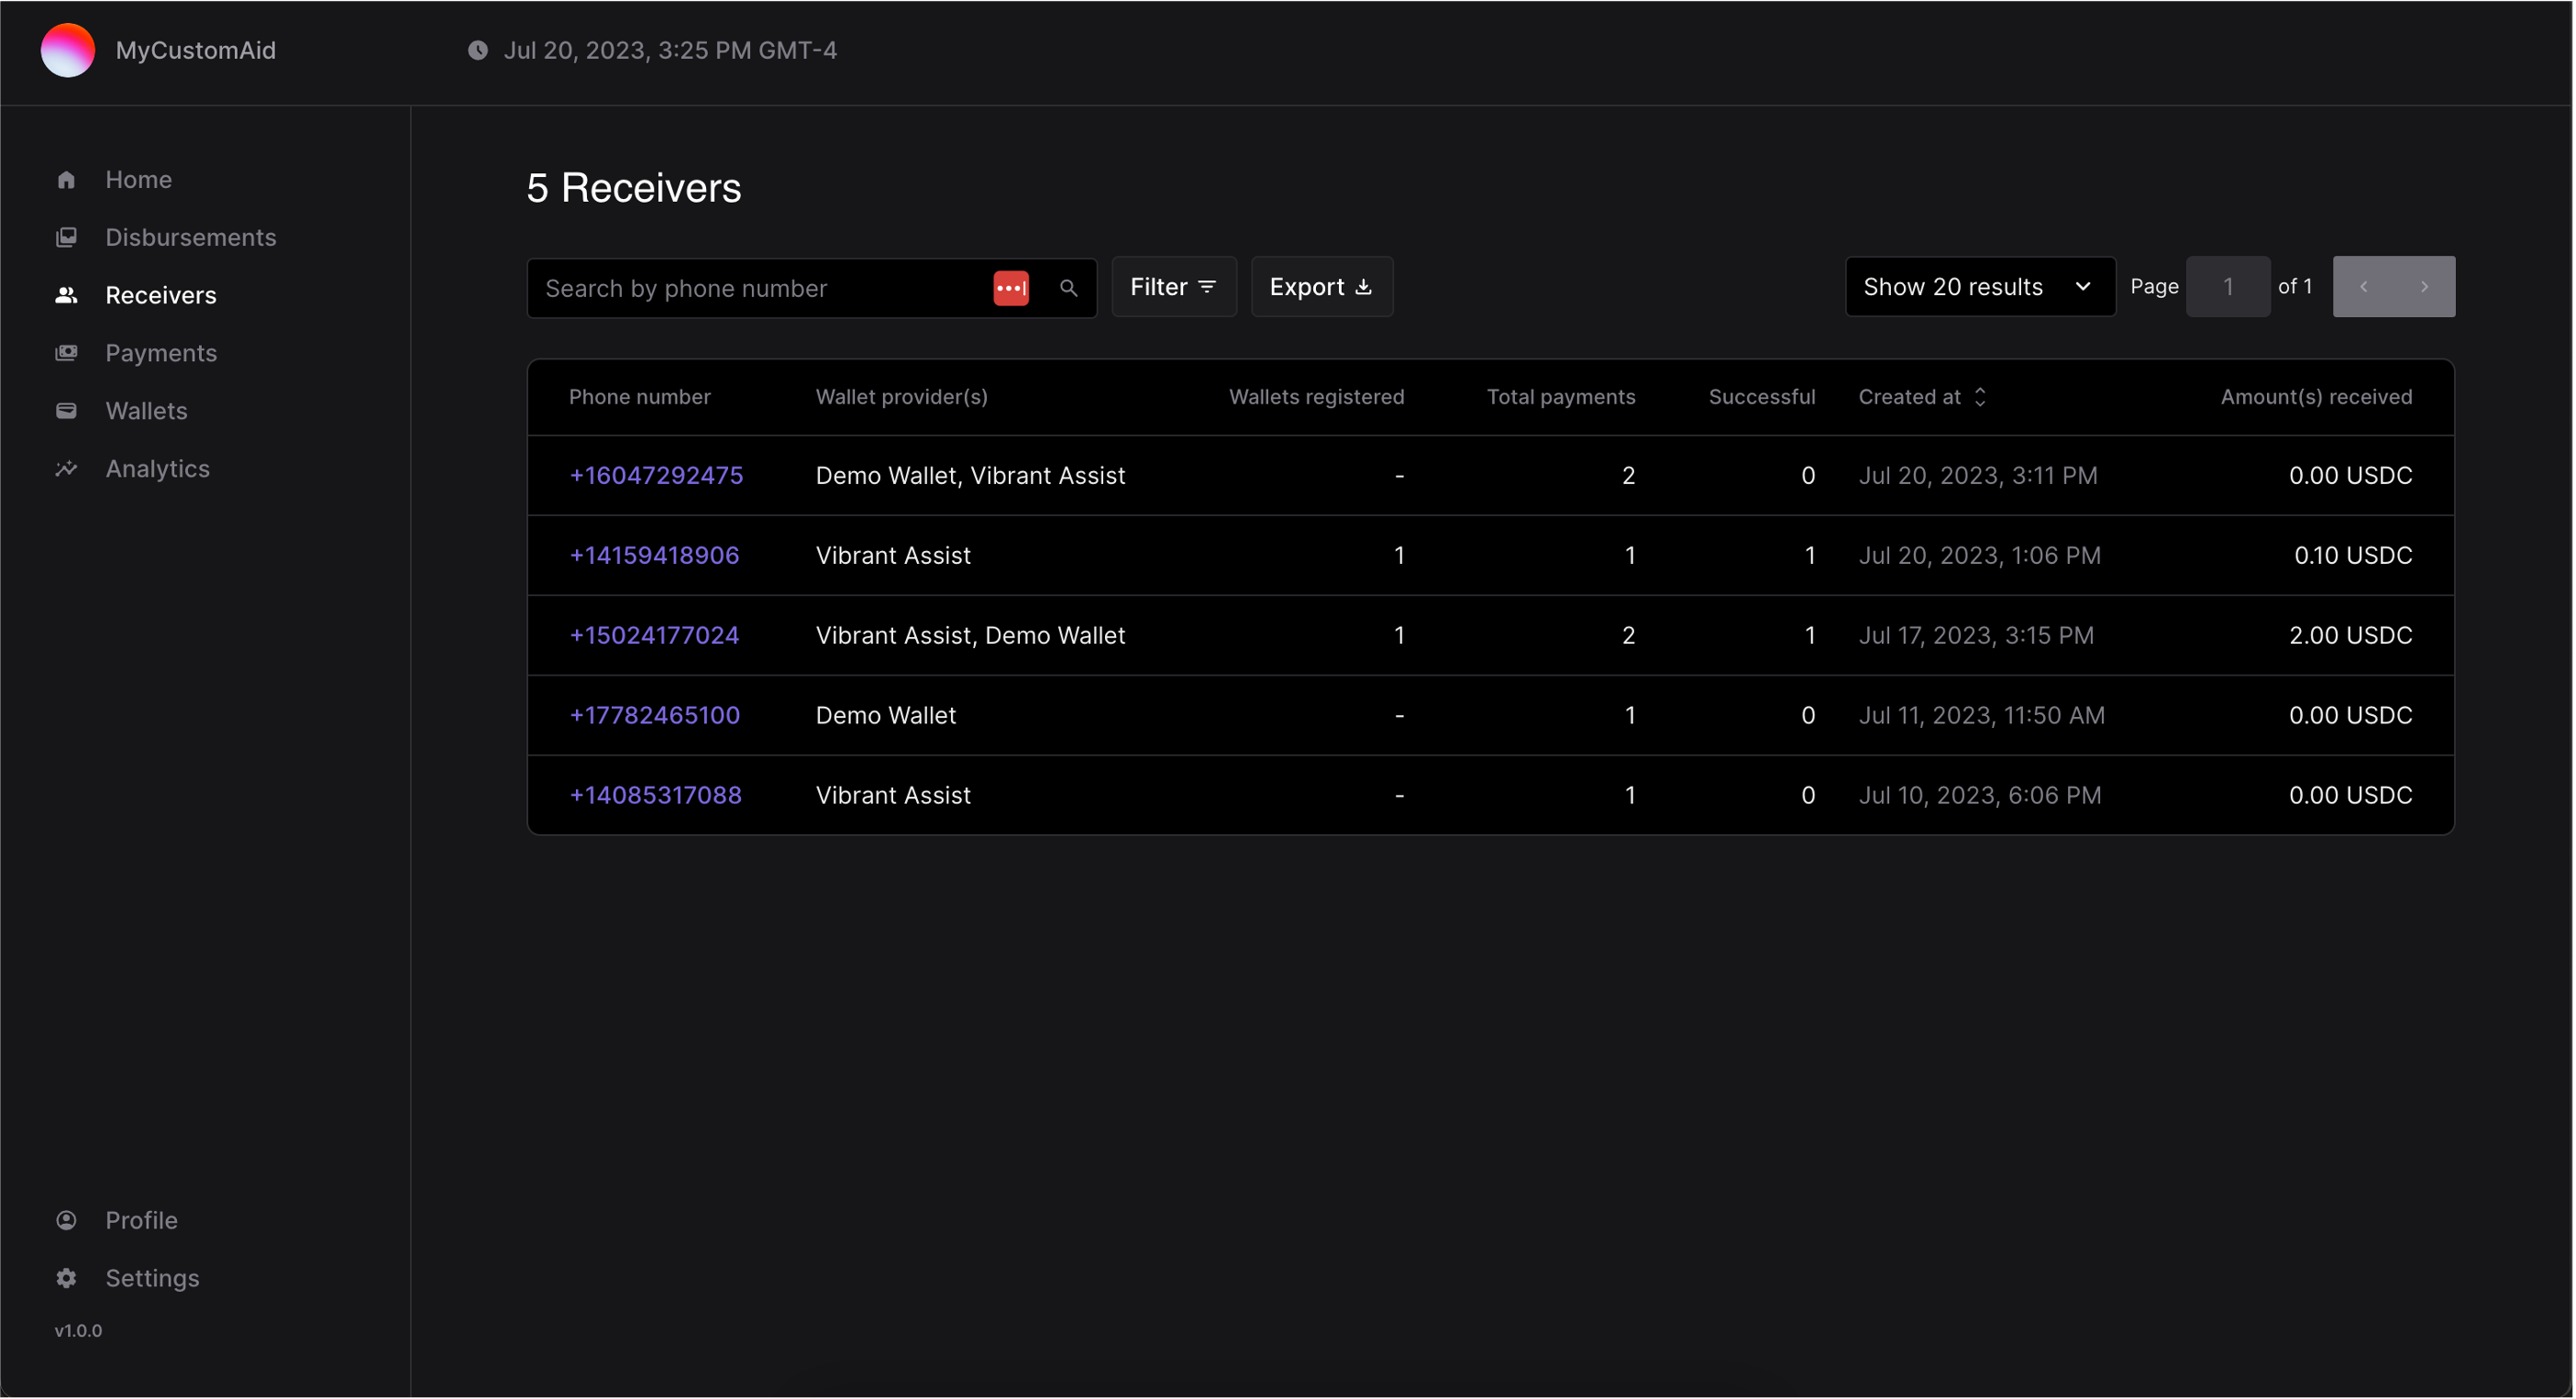 MyCustomAid
Jul 20, 2023, 3:25 PM GMT-4
Home
Disbursements
Receivers
Payments
Wallets
Analytics
Profile
Settings
v1.0.0
5 Receivers
Search by phone number
Filter
Export
Show 20 results
Page 1 of 1
Phone number Wallet provider(s) Wallets registered Total payments Successful Created at Amount(s) received
+16047292475 Demo Wallet, Vibrant Assist - 2 0 Jul 20, 2023, 3:11 PM 0.00 USDC
+14159418906 Vibrant Assist 1 1 1 Jul 20, 2023, 1:06 PM 0.10 USDC
+15024177024 Vibrant Assist, Demo Wallet 1 2 1 Jul 17, 2023, 3:15 PM 2.00 USDC
+17782465100 Demo Wallet - 1 0 Jul 11, 2023, 11:50 AM 0.00 USDC
+14085317088 Vibrant Assist - 1 0 Jul 10, 2023, 6:06 PM 0.00 USDC